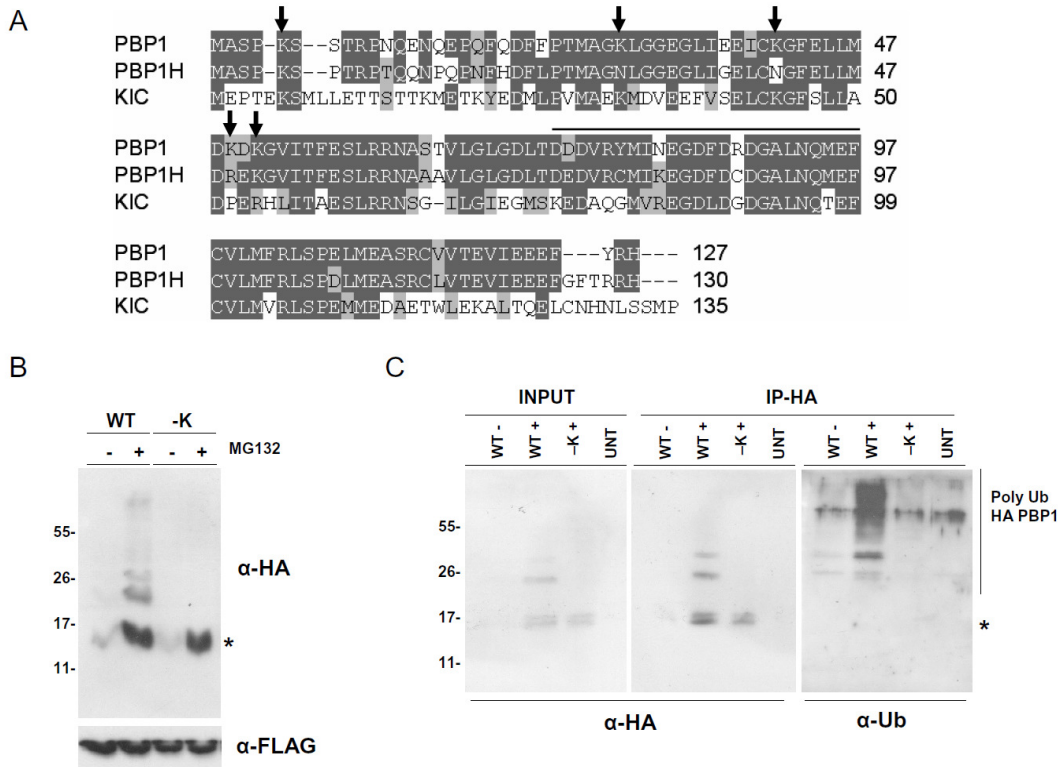 A
PBP1 MASP-KS--STRPNQENQEPQFQDFFPTMAGKLGGEGLIEEICKGFELLM 47
PBP1H MASP-KS--PTRPTQQNPQPNFHDFLPTMAGNLGGEGLIGELCNGFELLM 47
KIC MEPTEKSMLLETTSTTKMETKYEDMLPVMAEKMDVEEFVSELCKGFSLLA 50
PBP1 DKDKGVITFESLRRNASTVLGLGDLTDDDVRYMINEGDFDRDGALNQMEF 97
PBP1H DREKGVITFESLRRNAAAVLGLGDLTDEDVRCMIKEGDFDCDGALNQMEF 97
KIC DPERHLITAESLRRNSG-ILGIEGMSKEDAQGMVREGDLDGDGALNQTEF 99
PBP1 CVLMFRLSPELMEASRCVVTEVIEEEF---YRH--- 127
PBP1H CVLMFRLSPDLMEASRCLVTEVIEEEFGFTRRH--- 130
KIC CVLMVRLSPEMMEDAETWLEKALTQELCNHNLSSMP 135
B
WT -K
- + - + MG132
55-
26-
17-
11-
α-HA
*
α-FLAG
C
INPUT IP-HA
WT - WT + –K + UNT WT - WT + –K + UNT WT - WT + –K + UNT
55-
26-
17-
11-
Poly Ub
HA PBP1
*
α-HA α-Ub